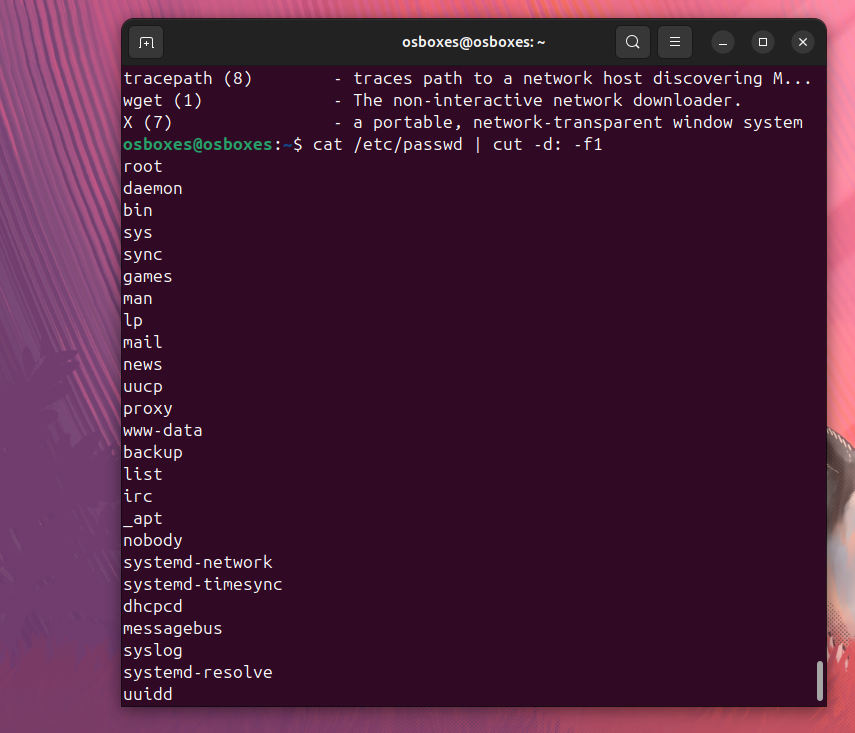 osboxes@osboxes: ~
tracepath (8)        - traces path to a network host discovering M...
wget (1)             - The non-interactive network downloader.
X (7)                - a portable, network-transparent window system
osboxes@osboxes:~$ cat /etc/passwd | cut -d: -f1
root
daemon
bin
sys
sync
games
man
lp
mail
news
uucp
proxy
www-data
backup
list
irc
_apt
nobody
systemd-network
systemd-timesync
dhcpcd
messagebus
syslog
systemd-resolve
uuidd